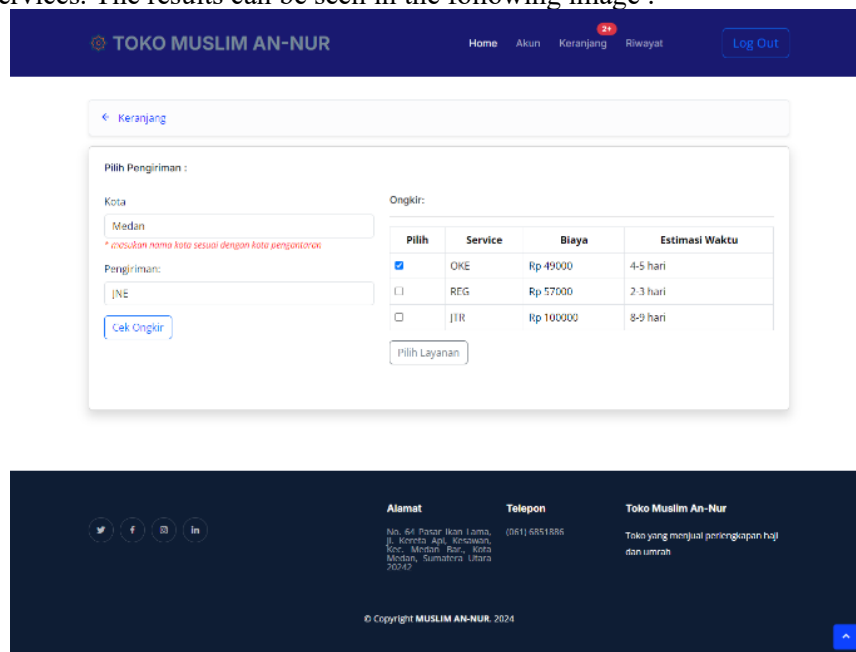 ervices. The results can be seen in the following image :
TOKO MUSLIM AN-NUR
Home Akun Keranjang 2+ Riwayat Log Out
← Keranjang
Pilih Pengiriman :
Kota
Medan
* masukan nama kota sesuai dengan kota pengantaran
Pengiriman:
JNE
Cek Ongkir
Ongkir:
Pilih Service Biaya Estimasi Waktu
OKE Rp 49000 4-5 hari
REG Rp 57000 2-3 hari
JTR Rp 100000 8-9 hari
Pilih Layanan
Alamat
No. 64 Pasar Ikan Lama,
Jl. Kereta Api, Kesawan,
Kec. Medan Bar., Kota
Medan, Sumatera Utara
20242
Telepon
(061) 6851886
Toko Muslim An-Nur
Toko yang menjual perlengkapan haji
dan umrah
© Copyright MUSLIM AN-NUR. 2024